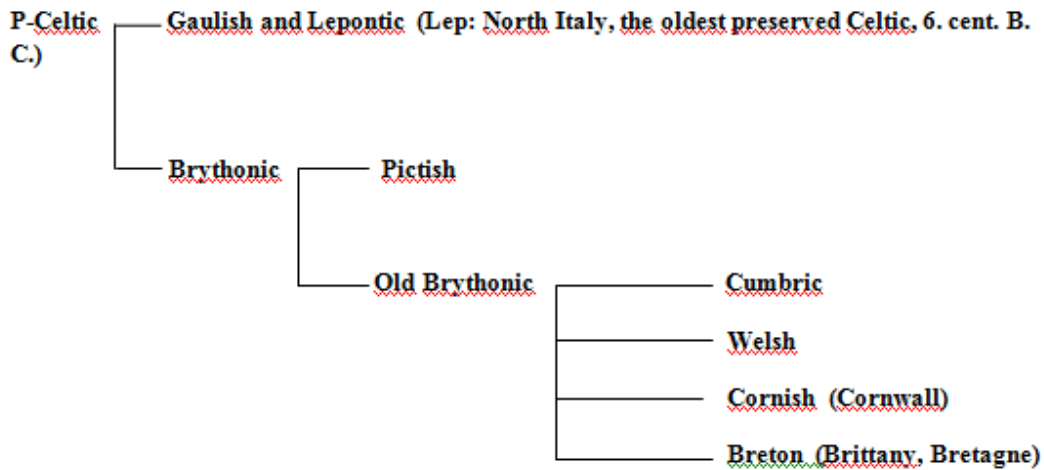 P-Celtic Gaulish and Lepontic (Lep: North Italy, the oldest preserved Celtic, 6. cent. B.
C.)
Brythonic Pictish
Old Brythonic Cumbric
Welsh
Cornish (Cornwall)
Breton (Brittany, Bretagne)